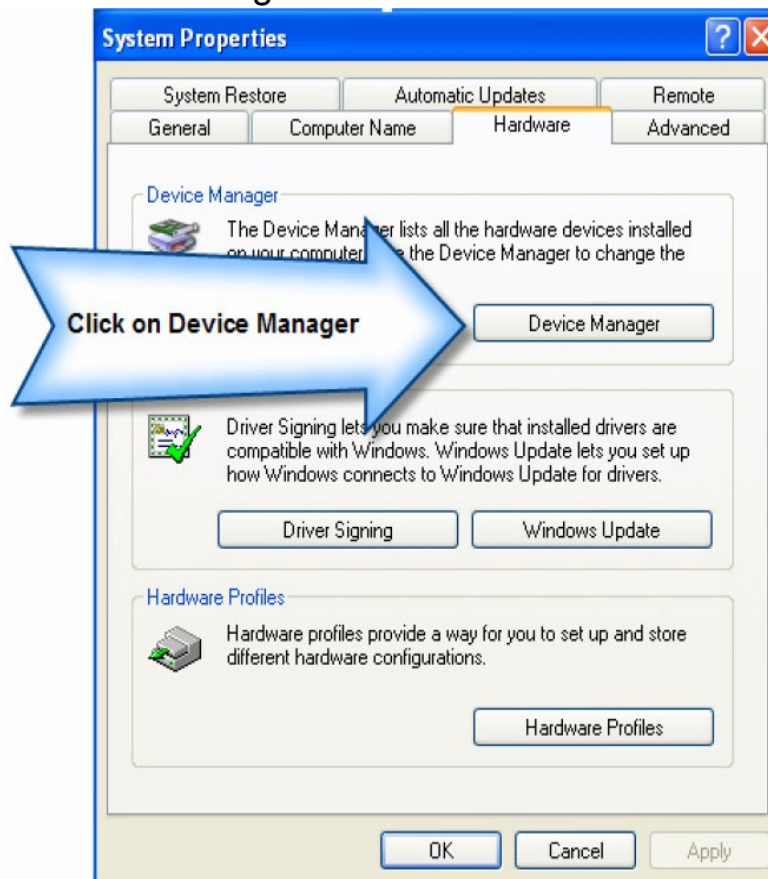 System Properties
System Restore Automatic Updates Remote
General Computer Name Hardware Advanced
Device Manager
The Device Manager lists all the hardware devices installed
on your computer. the Device Manager to change the
Click on Device Manager
Device Manager
Driver Signing lets you make sure that installed drivers are
compatible with Windows. Windows Update lets you set up
how Windows connects to Windows Update for drivers.
Driver Signing Windows Update
Hardware Profiles
Hardware profiles provide a way for you to set up and store
different hardware configurations.
Hardware Profiles
OK Cancel Apply